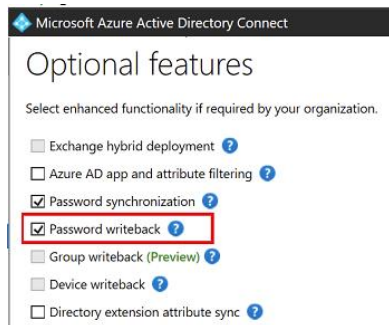 Microsoft Azure Active Directory Connect
Optional features
Select enhanced functionality if required by your organization.
Exchange hybrid deployment ?
Azure AD app and attribute filtering ?
Password synchronization ?
Password writeback ?
Group writeback (Preview) ?
Device writeback ?
Directory extension attribute sync ?